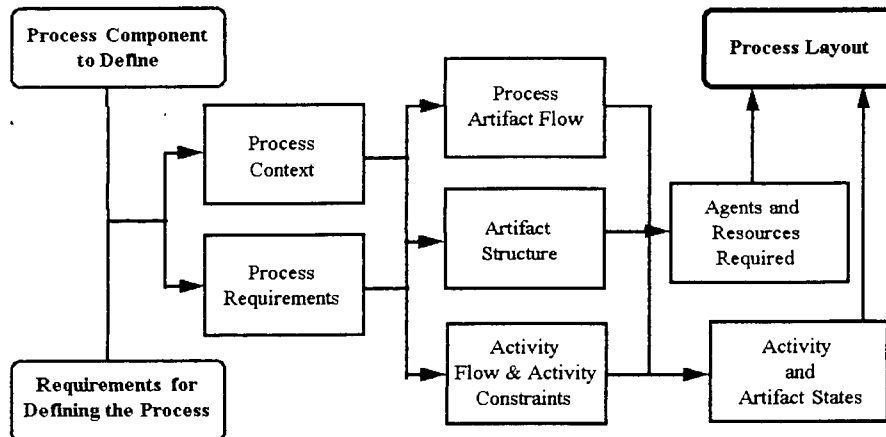 Process Component
to Define
Process Layout
Process
Artifact Flow
Process
Context
Agents and
Resources
Required
Artifact
Structure
Process
Requirements
Activity
Flow & Activity
Constraints
Activity
and
Artifact States
Requirements for
Defining the Process